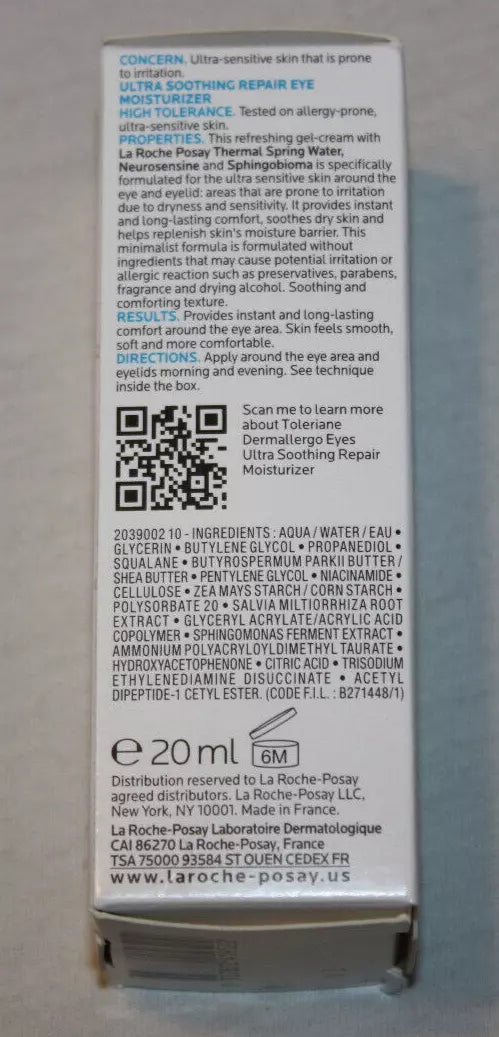 CONCERN. Ultra-sensitive skin that is prone
to irritation.
ULTRA SOOTHING REPAIR EYE
MOISTURIZER
HIGH TOLERANCE. Tested on allergy-prone,
ultra-sensitive skin.
PROPERTIES. This refreshing gel-cream with
La Roche Posay Thermal Spring Water,
Neurosensine and Sphingobioma is specifically
formulated for the ultra sensitive skin around the
eye and eyelid: areas that are prone to irritation
due to dryness and sensitivity. It provides instant
and long-lasting comfort, soothes dry skin and
helps replenish skin's moisture barrier. This
minimalist formula is formulated without
ingredients that may cause potential irritation or
allergic reaction such as preservatives, parabens,
fragrance and drying alcohol. Soothing and
comforting texture.
RESULTS. Provides instant and long-lasting
comfort around the eye area. Skin feels smooth,
soft and more comfortable.
DIRECTIONS. Apply around the eye area and
eyelids morning and evening. See technique
inside the box.
Scan me to learn more
about Toleriane
Dermallergo Eyes
Ultra Soothing Repair
Moisturizer
203900210 - INGREDIENTS : AQUA / WATER / EAU •
GLYCERIN • BUTYLENE GLYCOL • PROPANEDIOL •
SQUALANE • BUTYROSPERMUM PARKII BUTTER /
SHEA BUTTER • PENTYLENE GLYCOL • NIACINAMIDE •
CELLULOSE • ZEA MAYS STARCH / CORN STARCH •
POLYSORBATE 20 • SALVIA MILTIORRHIZA ROOT
EXTRACT • GLYCERYL ACRYLATE/ACRYLIC ACID
COPOLYMER • SPHINGOMONAS FERMENT EXTRACT •
AMMONIUM POLYACRYLOYLDIMETHYL TAURATE •
HYDROXYACETOPHENONE • CITRIC ACID • TRISODIUM
ETHYLENEDIAMINE DISUCCINATE • ACETYL
DIPEPTIDE-1 CETYL ESTER. (CODE F.I.L. : B271448/1)
℮ 20 ml 6M
Distribution reserved to La Roche-Posay
agreed distributors. La Roche-Posay LLC,
New York, NY 10001. Made in France.
La Roche-Posay Laboratoire Dermatologique
CAI 86270 La Roche-Posay, France
TSA 75000 93584 ST OUEN CEDEX FR
www.laroche-posay.us